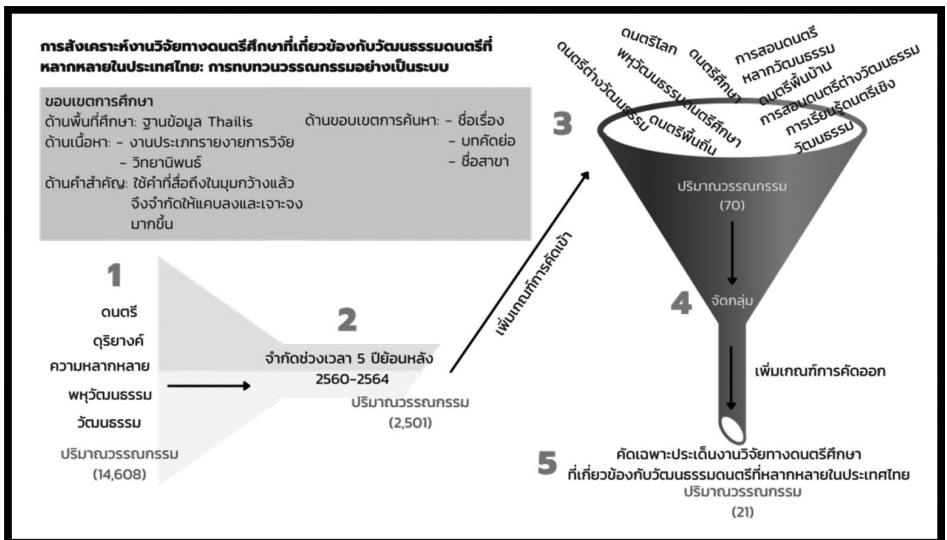 การสังเคราะห์งานวิจัยทางดนตรีศึกษาที่เกี่ยวข้องกับวัฒนธรรมดนตรีที่
หลากหลายในประเทศไทย: การทบทวนวรรณกรรมอย่างเป็นระบบ
ขอบเขตการศึกษา
ด้านพื้นที่ศึกษา: ฐานข้อมูล Thailis
ด้านเนื้อหา: - งานประเภทรายงานการวิจัย
- วิทยานิพนธ์
ด้านคำสำคัญ: ใช้คำที่สื่อถึงในมุมกว้างแล้ว
จึงจำกัดให้แคบลงและเจาะจง
มากขึ้น
ด้านขอบเขตการค้นหา: - ชื่อเรื่อง
- บทคัดย่อ
- ชื่อสาขา
1
ดนตรี
ดุริยางค์
ความหลากหลาย
พหุวัฒนธรรม
วัฒนธรรม
ปริมาณวรรณกรรม
(14,608)
2
จำกัดช่วงเวลา 5 ปีย้อนหลัง
2560-2564
ปริมาณวรรณกรรม
(2,501)
เพิ่มเกณฑ์การคัดเข้า
3
ดนตรีต่างวัฒนธรรม
ดนตรีโลก
พหุวัฒนธรรมดนตรีศึกษา
ดนตรีพื้นถิ่น
ดนตรีศึกษา
การสอนดนตรี
หลากวัฒนธรรม
ดนตรีพื้นบ้าน
การสอนดนตรีต่างวัฒนธรรม
การเรียนรู้ดนตรีเชิง
วัฒนธรรม
ปริมาณวรรณกรรม
(70)
4
จัดกลุ่ม
เพิ่มเกณฑ์การคัดออก
5
คัดเฉพาะประเด็นงานวิจัยทางดนตรีศึกษา
ที่เกี่ยวข้องกับวัฒนธรรมดนตรีที่หลากหลายในประเทศไทย
ปริมาณวรรณกรรม
(21)